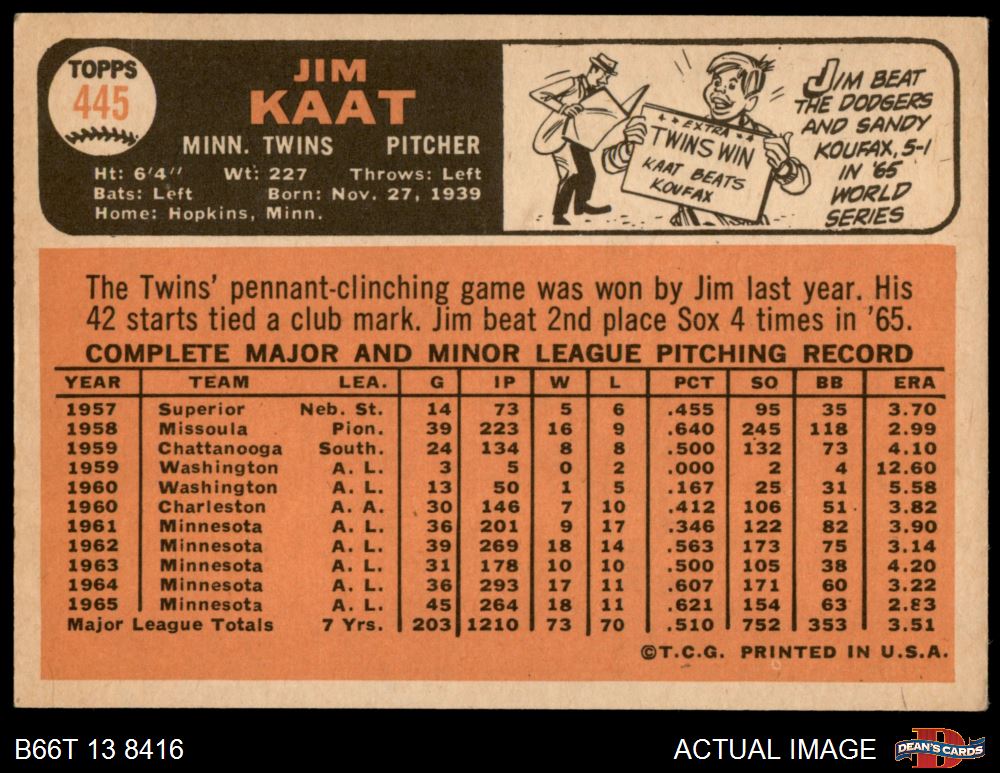 TOPPS
445
JIM
KAAT
MINN. TWINS PITCHER
Ht: 6'4" Wt: 227 Throws: Left
Bats: Left Born: Nov. 27, 1939
Home: Hopkins, Minn.
EXTRA
TWINS WIN
KAAT BEATS
KOUFAX
JIM BEAT
THE DODGERS
AND SANDY
KOUFAX, 5-1
IN '65
WORLD
SERIES
The Twins' pennant-clinching game was won by Jim last year. His
42 starts tied a club mark. Jim beat 2nd place Sox 4 times in '65.
COMPLETE MAJOR AND MINOR LEAGUE PITCHING RECORD
YEAR TEAM LEA. G IP W L PCT SO BB ERA
1957 Superior Neb. St. 14 73 5 6 .455 95 35 3.70
1958 Missoula Pion. 39 223 16 9 .640 245 118 2.99
1959 Chattanooga South. 24 134 8 8 .500 132 73 4.10
1959 Washington A. L. 3 5 0 2 .000 2 4 12.60
1960 Washington A. L. 13 50 1 5 .167 25 31 5.58
1960 Charleston A. A. 30 146 7 10 .412 106 51 3.82
1961 Minnesota A. L. 36 201 9 17 .346 122 82 3.90
1962 Minnesota A. L. 39 269 18 14 .563 173 75 3.14
1963 Minnesota A. L. 31 178 10 10 .500 105 38 4.20
1964 Minnesota A. L. 36 293 17 11 .607 171 60 3.22
1965 Minnesota A. L. 45 264 18 11 .621 154 63 2.83
Major League Totals 7 Yrs. 203 1210 73 70 .510 752 353 3.51
©T.C.G. PRINTED IN U.S.A.
B66T 13 8416
ACTUAL IMAGE
DEAN'S CARDS